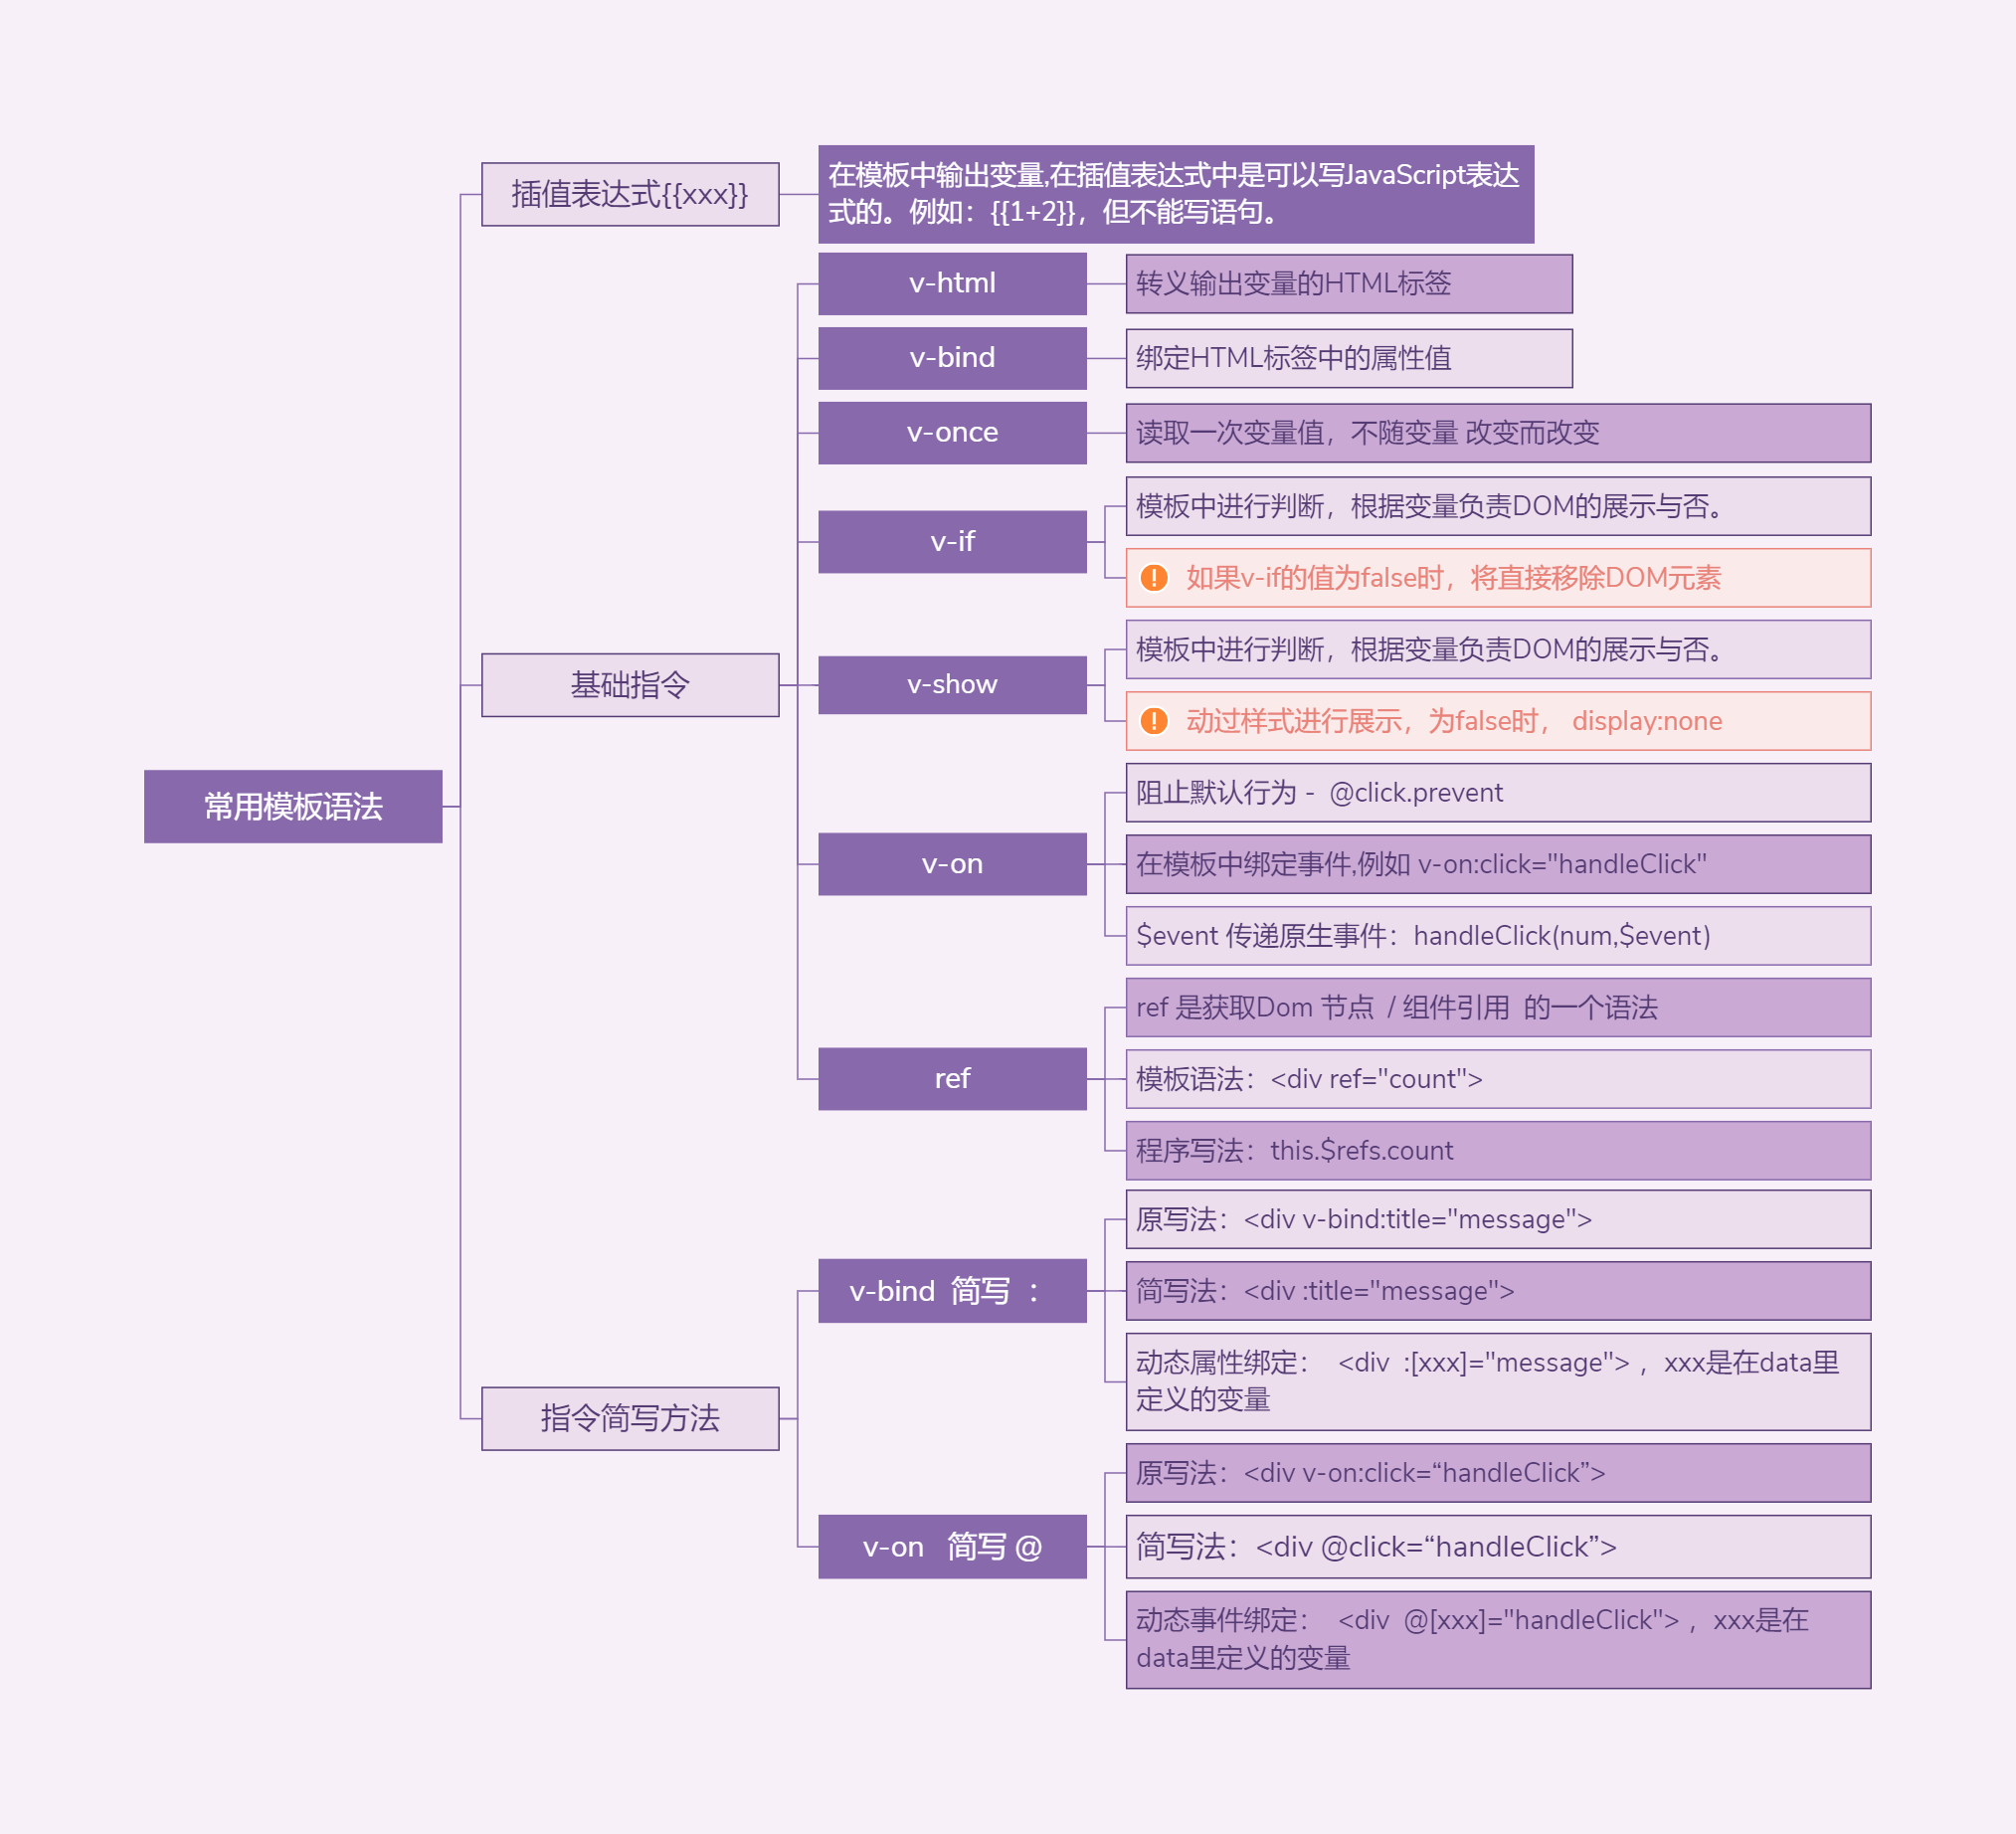 常用模板语法
插值表达式{{xxx}}
在模板中输出变量,在插值表达式中是可以写JavaScript表达
式的。例如：{{1+2}}，但不能写语句。
基础指令
v-html
转义输出变量的HTML标签
v-bind
绑定HTML标签中的属性值
v-once
读取一次变量值，不随变量 改变而改变
v-if
模板中进行判断，根据变量负责DOM的展示与否。
如果v-if的值为false时，将直接移除DOM元素
v-show
模板中进行判断，根据变量负责DOM的展示与否。
动过样式进行展示，为false时， display:none
v-on
阻止默认行为 - @click.prevent
在模板中绑定事件,例如 v-on:click="handleClick"
$event 传递原生事件：handleClick(num,$event)
ref
ref 是获取Dom 节点 / 组件引用 的一个语法
模板语法：<div ref="count">
程序写法：this.$refs.count
指令简写方法
v-bind 简写 ：
原写法：<div v-bind:title="message">
简写法：<div :title="message">
动态属性绑定： <div :[xxx]="message"> ，xxx是在data里
定义的变量
v-on 简写 @
原写法：<div v-on:click=“handleClick”>
简写法：<div @click=“handleClick”>
动态事件绑定： <div @[xxx]="handleClick"> ，xxx是在
data里定义的变量